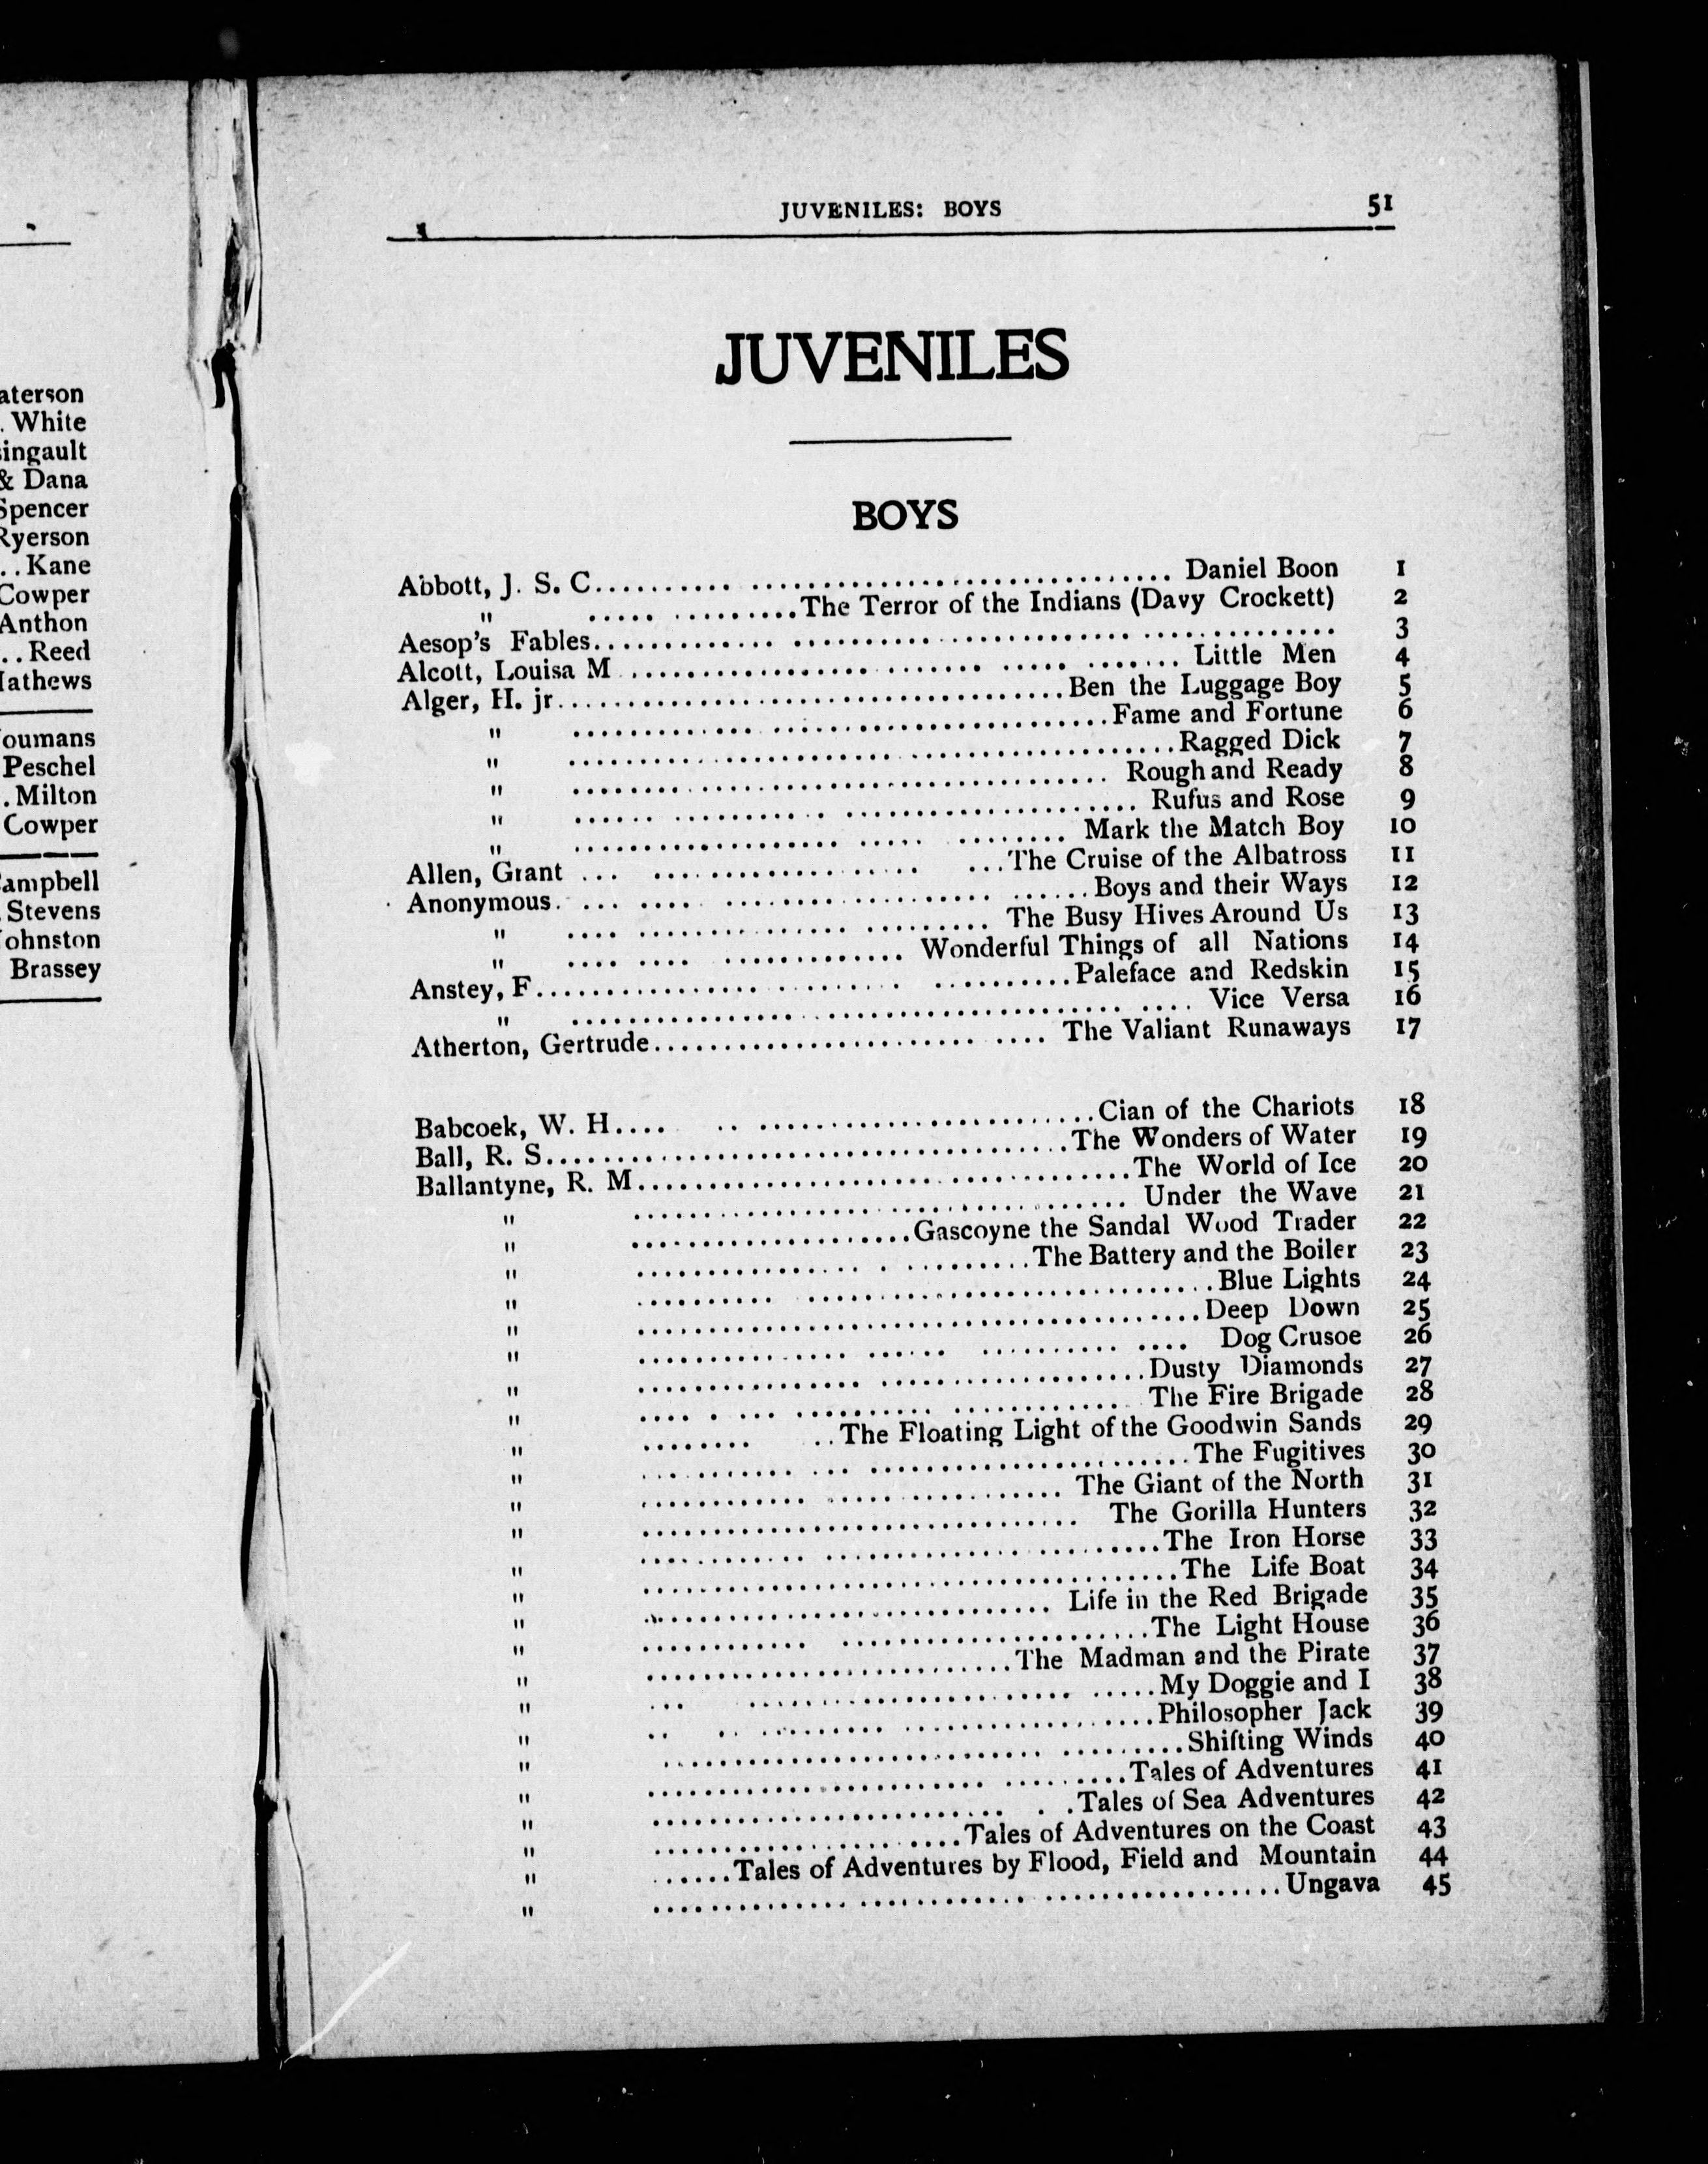 aterson
. White
singault
& Dana
Spencer
Ryerson
.. Kane
Cowper
Anthon
.. Reed
Mathews
Youmans
Peschel
. Milton
Cowper
Campbell
. Stevens
Johnston
Brassey
JUVENILES: BOYS 51
JUVENILES
BOYS
Abbott, J. S. C. .......... Daniel Boon 1
" .......... The Terror of the Indians (Davy Crockett) 2
Aesop's Fables .......... 3
Alcott, Louisa M .......... Little Men 4
Alger, H. jr .......... Ben the Luggage Boy 5
" .......... Fame and Fortune 6
" .......... Ragged Dick 7
" .......... Rough and Ready 8
" .......... Rufus and Rose 9
" .......... Mark the Match Boy 10
Allen, Grant .......... The Cruise of the Albatross 11
Anonymous .......... Boys and their Ways 12
" .......... The Busy Hives Around Us 13
" .......... Wonderful Things of all Nations 14
Anstey, F .......... Paleface and Redskin 15
" .......... Vice Versa 16
Atherton, Gertrude .......... The Valiant Runaways 17
Babcoek, W. H .......... Cian of the Chariots 18
Ball, R. S .......... The Wonders of Water 19
Ballantyne, R. M .......... The World of Ice 20
" .......... Under the Wave 21
" .......... Gascoyne the Sandal Wood Trader 22
" .......... The Battery and the Boiler 23
" .......... Blue Lights 24
" .......... Deep Down 25
" .......... Dog Crusoe 26
" .......... Dusty Diamonds 27
" .......... The Fire Brigade 28
" .......... The Floating Light of the Goodwin Sands 29
" .......... The Fugitives 30
" .......... The Giant of the North 31
" .......... The Gorilla Hunters 32
" .......... The Iron Horse 33
" .......... The Life Boat 34
" .......... Life in the Red Brigade 35
" .......... The Light House 36
" .......... The Madman and the Pirate 37
" .......... My Doggie and I 38
" .......... Philosopher Jack 39
" .......... Shifting Winds 40
" .......... Tales of Adventures 41
" .......... Tales of Sea Adventures 42
" .......... Tales of Adventures on the Coast 43
" .......... Tales of Adventures by Flood, Field and Mountain 44
" .......... Ungava 45